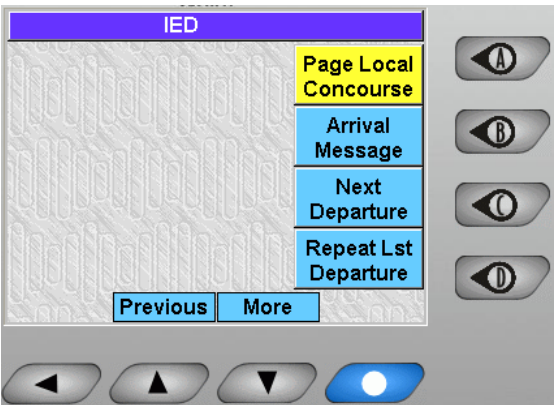 IED
Page Local
Concourse
A
Arrival
Message
B
Next
Departure
C
Repeat Lst
Departure
D
Previous
More